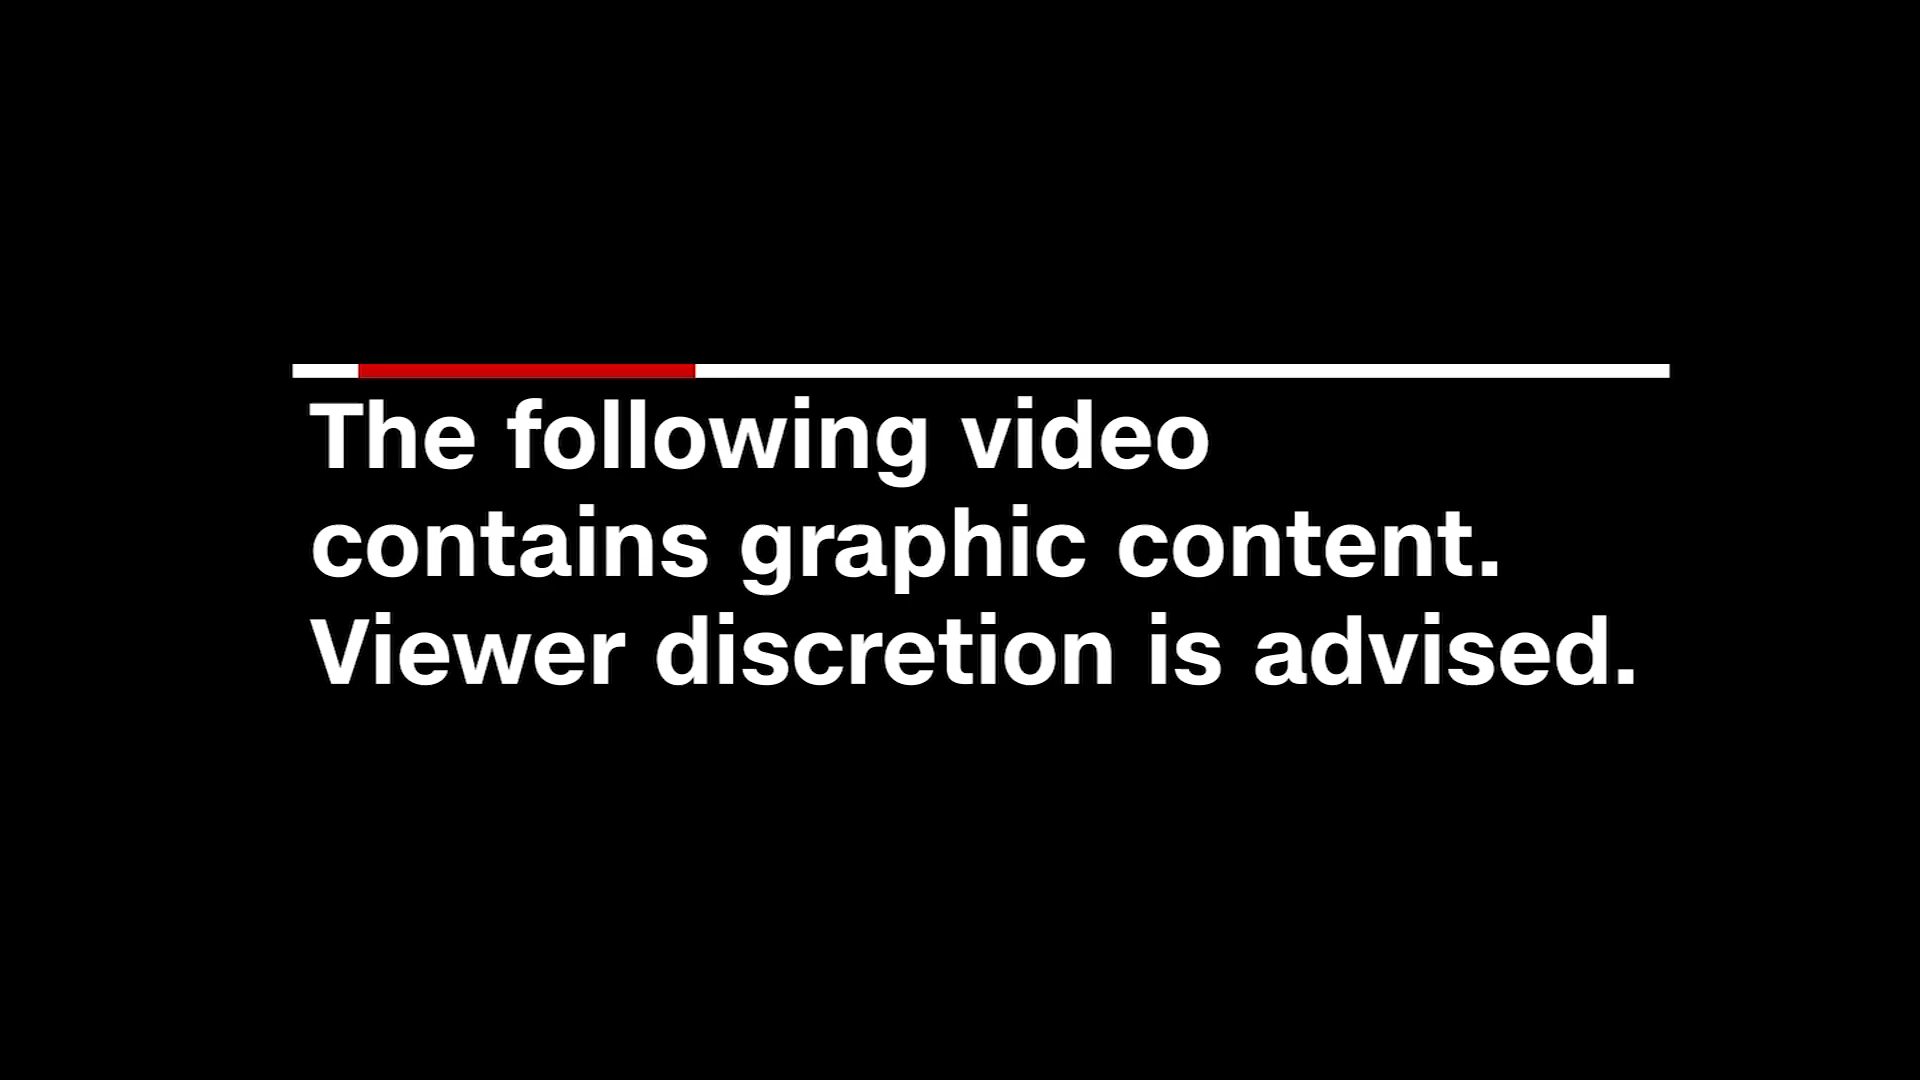 The following video
contains graphic content.
Viewer discretion is advised.